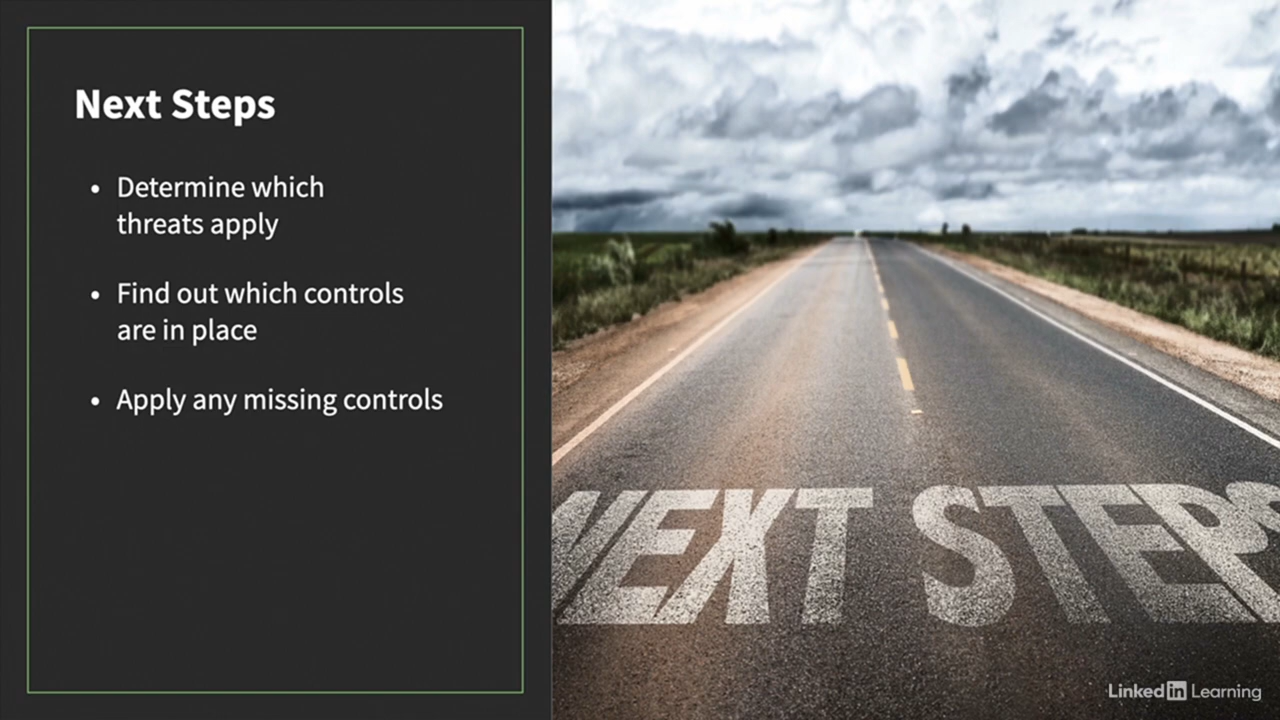 Next Steps
• Determine which
threats apply
• Find out which controls
are in place
• Apply any missing controls
NEXT STEPS
LinkedIn Learning